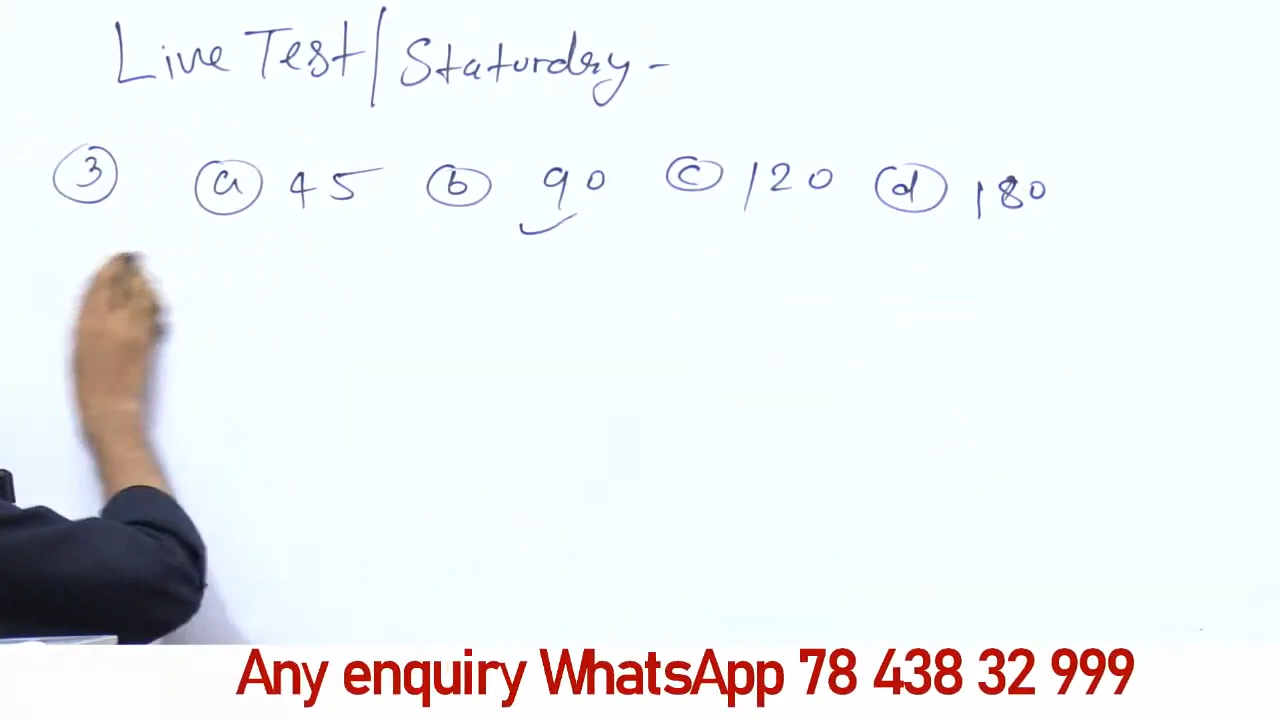 Live Test / Staturday -
3 a 45 b 90 c 120 d 180
Any enquiry WhatsApp 78 438 32 999